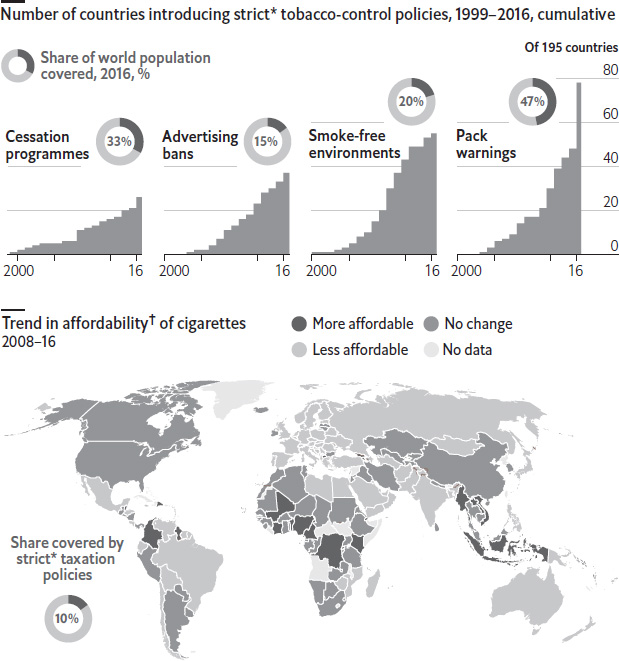 Number of countries introducing strict* tobacco-control policies, 1999–2016, cumulative
Share of world population
covered, 2016, %
Of 195 countries
Cessation
programmes
33%
Advertising
bans
15%
Smoke-free
environments
20%
Pack
warnings
47%
80
60
40
20
0
2000
16
2000
16
2000
16
2000
16
Trend in affordability† of cigarettes
2008–16
More affordable
No change
Less affordable
No data
Share covered by
strict* taxation
policies
10%